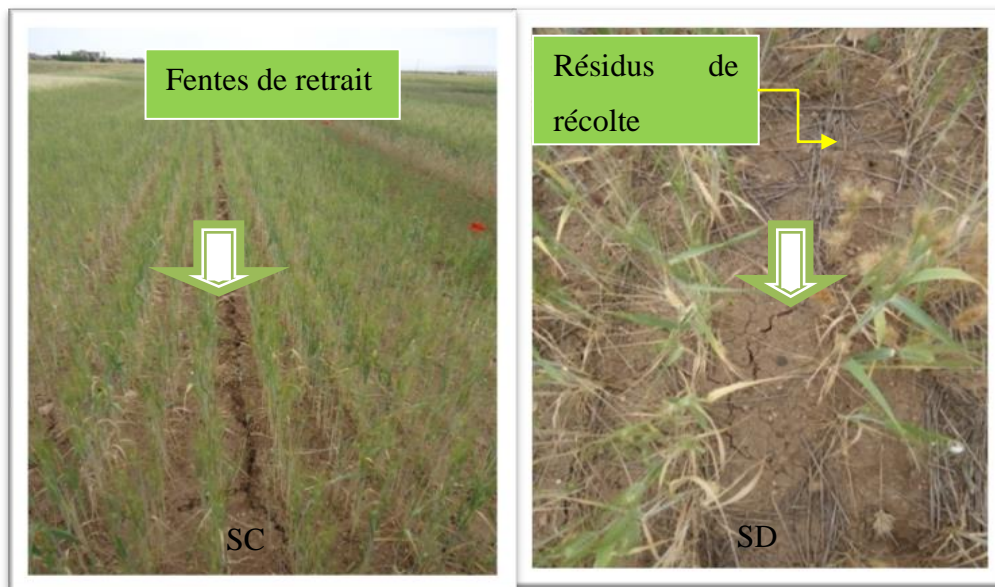 Fentes de retrait
Résidus de
récolte
SC
SD